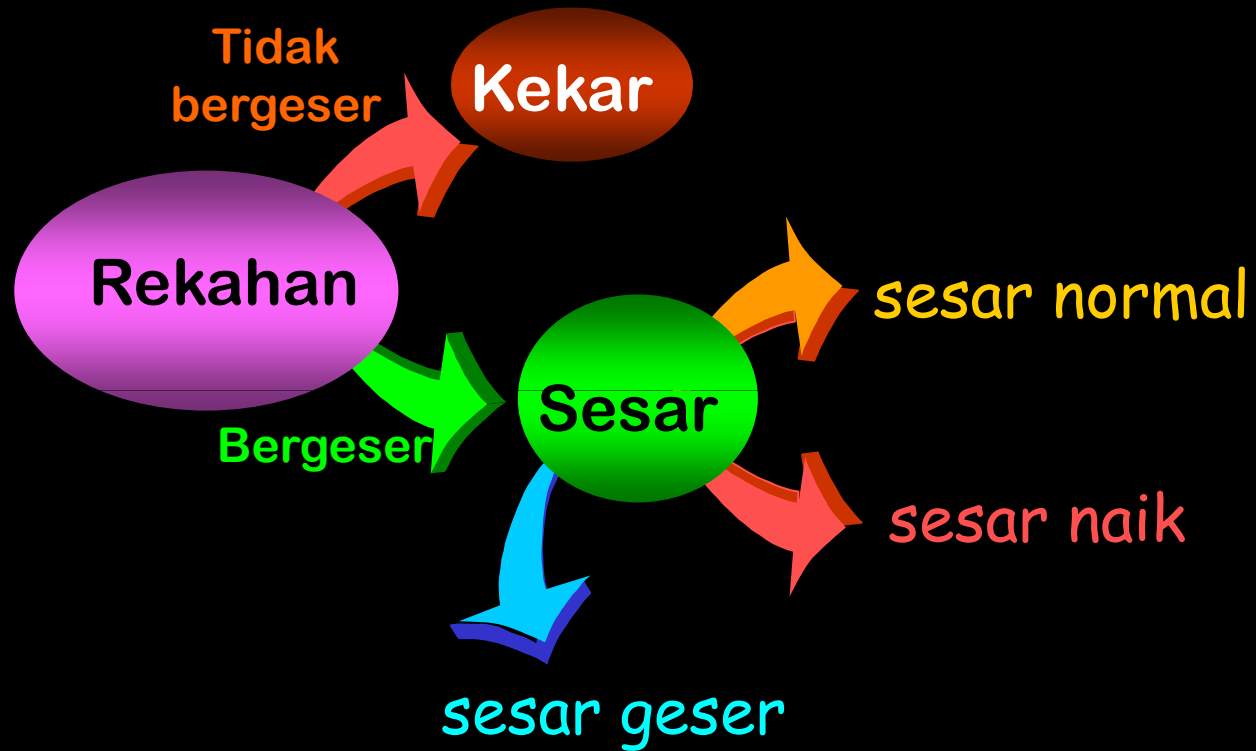 Tidak
bergeser
Kekar
Rekahan
sesar normal
Sesar
Bergeser
sesar naik
sesar geser